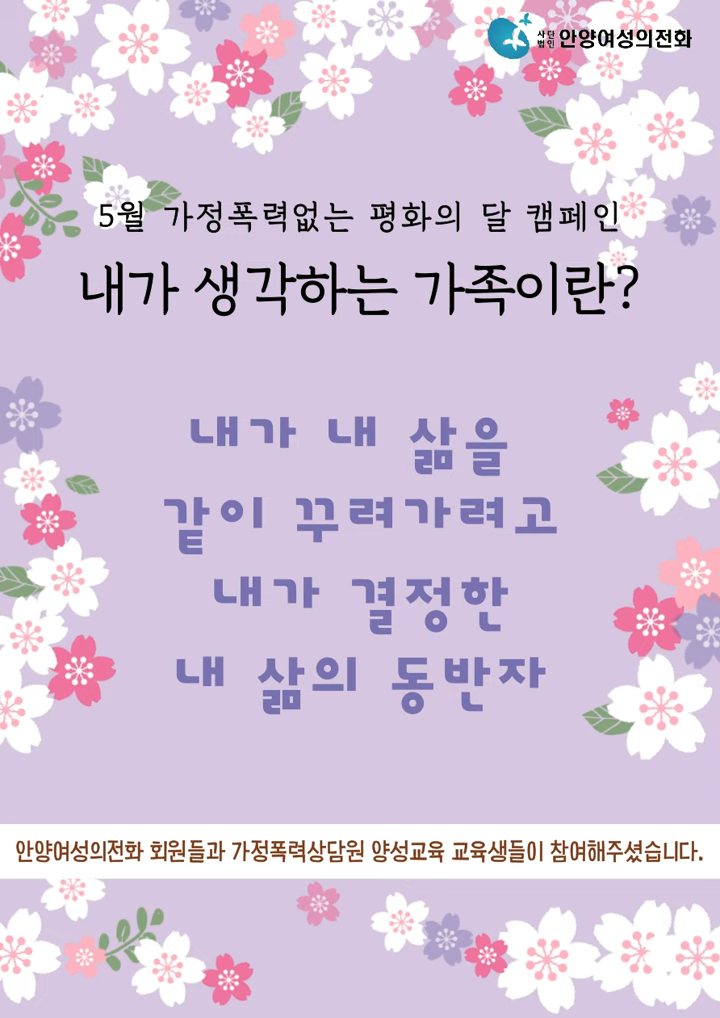 사단법인 안양여성의전화
5월 가정폭력없는 평화의 달 캠페인
내가 생각하는 가족이란?
내가 내 삶을
같이 꾸려가려고
내가 결정한
내 삶의 동반자
안양여성의전화 회원들과 가정폭력상담원 양성교육 교육생들이 참여해주셨습니다.